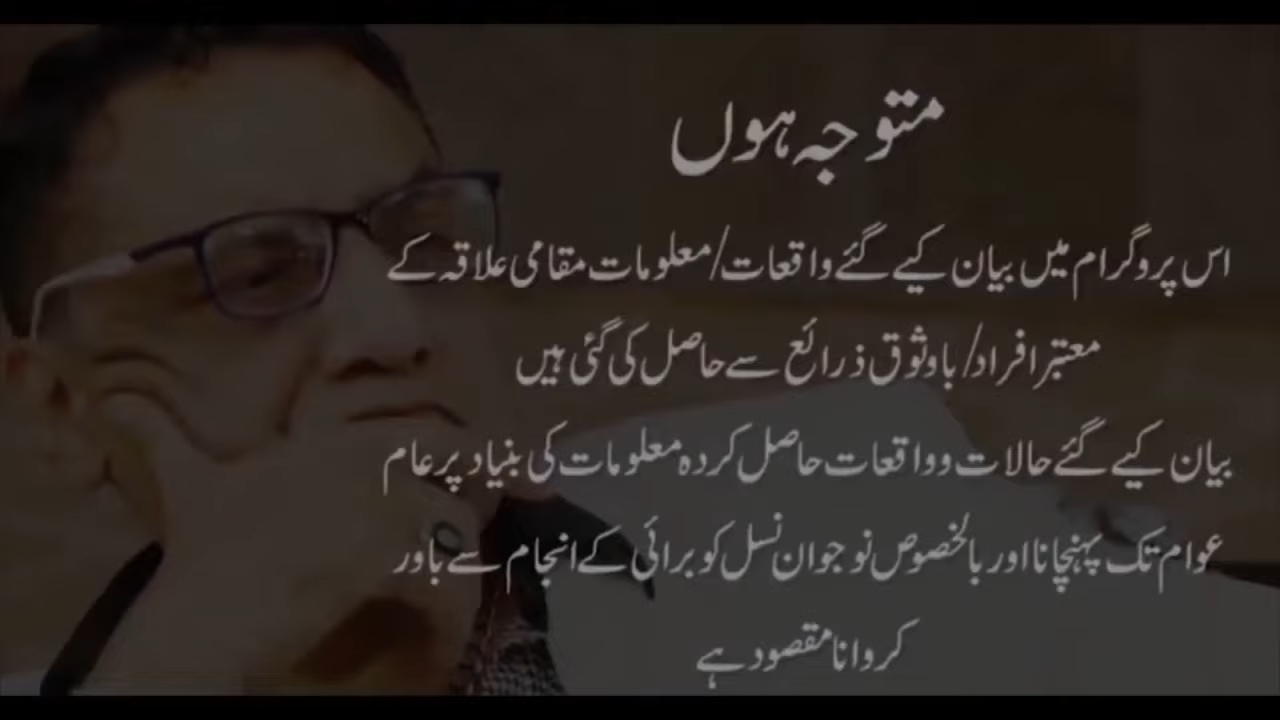 متوجہ ہوں
اس پروگرام میں بیان کیے گئے واقعات/معلومات مقامی علاقہ کے
معتبر افراد/باوثوق ذرائع سے حاصل کی گئی ہیں
بیان کیے گئے حالات و واقعات حاصل کردہ معلومات کی بنیاد پر عام
عوام تک پہنچانا اور بالخصوص نوجوان نسل کو برائی کے انجام سے باور
کروانا مقصود ہے